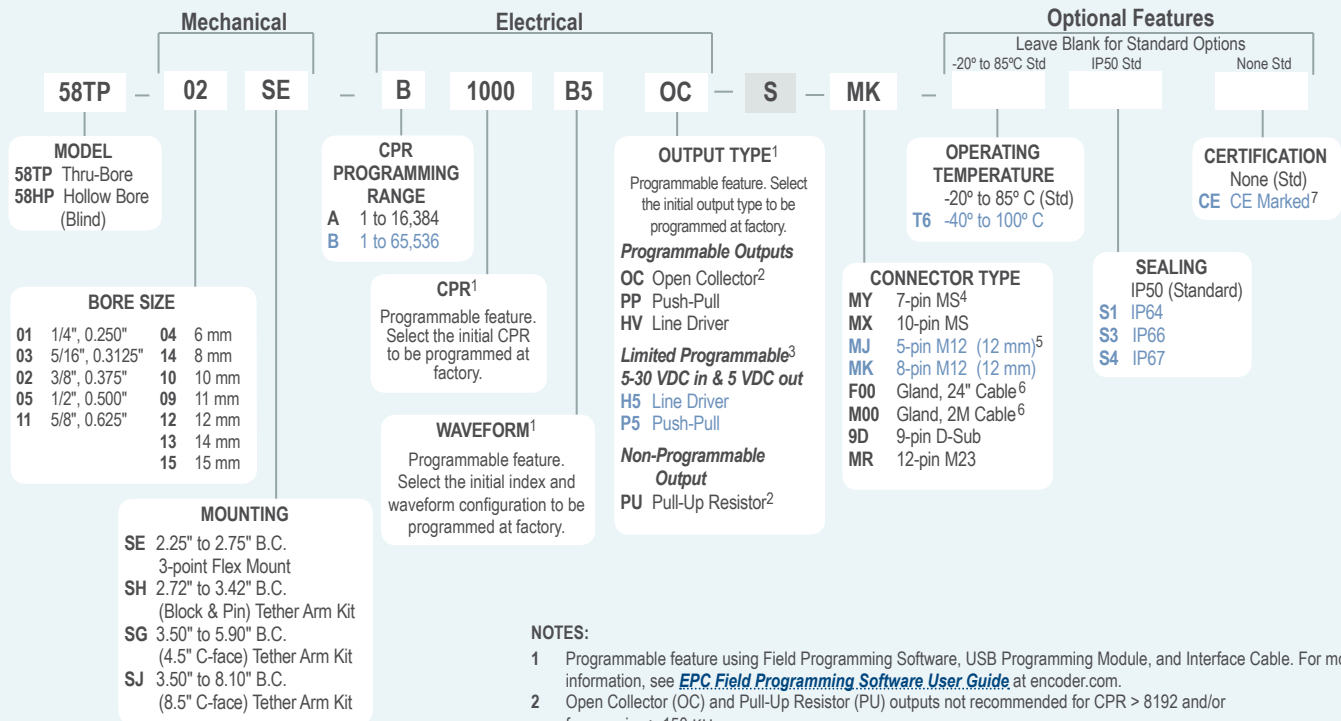 Mechanical
Electrical
Optional Features
Leave Blank for Standard Options
-20º to 85ºC Std IP50 Std None Std
58TP – 02 SE – B 1000 B5 OC – S – MK –
MODEL
58TP Thru-Bore
58HP Hollow Bore
(Blind)
BORE SIZE
01 1/4", 0.250" 04 6 mm
03 5/16", 0.3125" 14 8 mm
02 3/8", 0.375" 10 10 mm
05 1/2", 0.500" 09 11 mm
11 5/8", 0.625" 12 12 mm
13 14 mm
15 15 mm
MOUNTING
SE 2.25" to 2.75" B.C.
3-point Flex Mount
SH 2.72" to 3.42" B.C.
(Block & Pin) Tether Arm Kit
SG 3.50" to 5.90" B.C.
(4.5" C-face) Tether Arm Kit
SJ 3.50" to 8.10" B.C.
(8.5" C-face) Tether Arm Kit
CPR
PROGRAMMING
RANGE
A 1 to 16,384
B 1 to 65,536
CPR1
Programmable feature.
Select the initial CPR
to be programmed at
factory.
WAVEFORM1
Programmable feature.
Select the initial index and
waveform configuration to be
programmed at factory.
OUTPUT TYPE1
Programmable feature. Select
the initial output type to be
programmed at factory.
Programmable Outputs
OC Open Collector2
PP Push-Pull
HV Line Driver
Limited Programmable3
5-30 VDC in & 5 VDC out
H5 Line Driver
P5 Push-Pull
Non-Programmable
Output
PU Pull-Up Resistor2
CONNECTOR TYPE
MY 7-pin MS4
MX 10-pin MS
MJ 5-pin M12 (12 mm)5
MK 8-pin M12 (12 mm)
F00 Gland, 24" Cable6
M00 Gland, 2M Cable6
9D 9-pin D-Sub
MR 12-pin M23
OPERATING
TEMPERATURE
-20º to 85º C (Std)
T6 -40º to 100º C
SEALING
IP50 (Standard)
S1 IP64
S3 IP66
S4 IP67
CERTIFICATION
None (Std)
CE CE Marked7
NOTES:
1 Programmable feature using Field Programming Software, USB Programming Module, and Interface Cable. For mo
information, see EPC Field Programming Software User Guide at encoder.com.
2 Open Collector (OC) and Pull-Up Resistor (PU) outputs not recommended for CPR > 8192 and/or